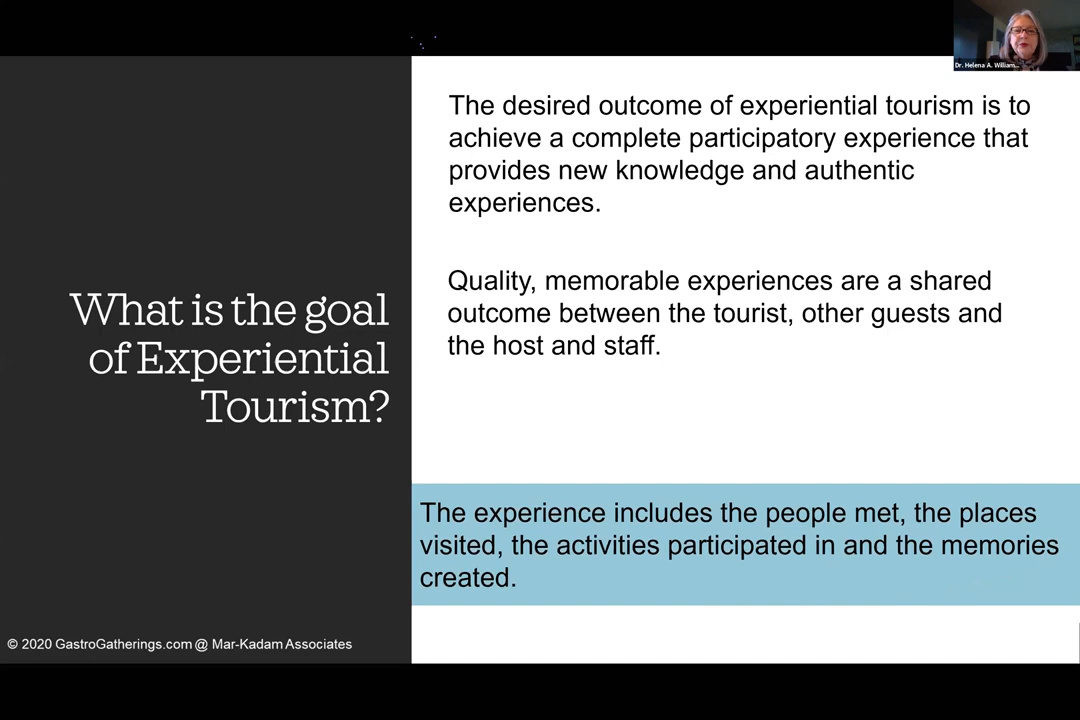 Dr. Helena A. William...
What is the goal
of Experiential
Tourism?
The desired outcome of experiential tourism is to
achieve a complete participatory experience that
provides new knowledge and authentic
experiences.
Quality, memorable experiences are a shared
outcome between the tourist, other guests and
the host and staff.
The experience includes the people met, the places
visited, the activities participated in and the memories
created.
© 2020 GastroGatherings.com @ Mar-Kadam Associates